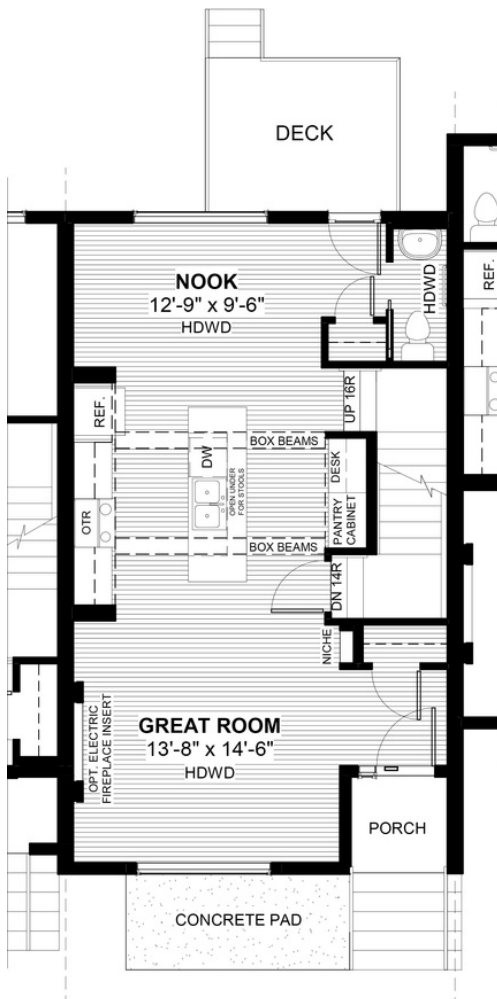 DECK
NOOK
12'-9" x 9'-6"
HDWD
HDWD
REF.
REF.
UP 16R
BOX BEAMS
DW
OPEN UNDER
FOR STOOLS
DESK
PANTRY
CABINET
OTR
BOX BEAMS
DN 14R
NICHE
OPT. ELECTRIC
FIREPLACE INSERT
GREAT ROOM
13'-8" x 14'-6"
HDWD
PORCH
CONCRETE PAD